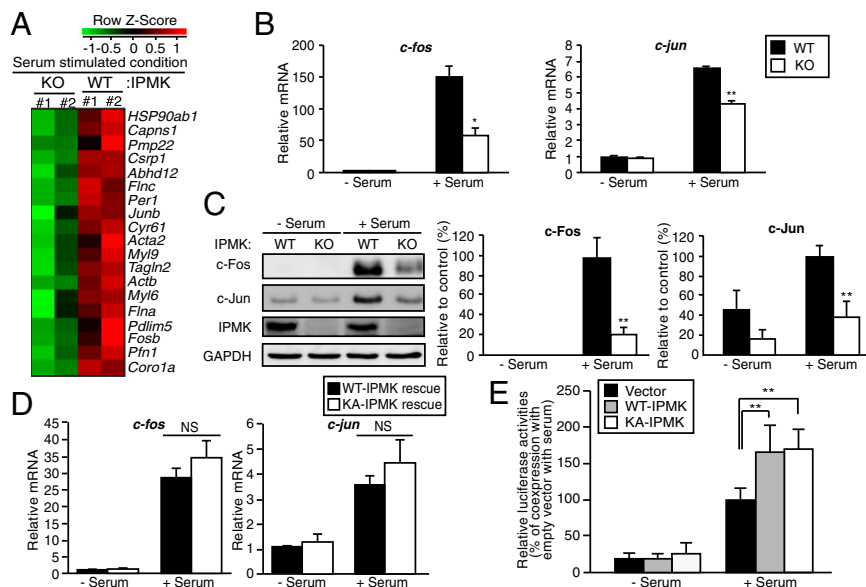 A
Row Z-Score
-1 -0.5 0 0.5 1
Serum stimulated condition
KO WT :IPMK
#1 #2 #1 #2
HSP90ab1
Capns1
Pmp22
Csrp1
Abhd12
Flnc
Per1
Junb
Cyr61
Acta2
Myl9
Tagln2
Actb
Myl6
Flna
Pdlim5
Fosb
Pfn1
Coro1a
B
c-fos
Relative mRNA
200
150
100
50
0
*
- Serum + Serum
c-jun
Relative mRNA
8
7
6
5
4
3
2
1
0
**
- Serum + Serum
WT
KO
C
- Serum + Serum
IPMK: WT KO WT KO
c-Fos
c-Jun
IPMK
GAPDH
c-Fos
Relative to control (%)
120
100
80
60
40
20
0
**
- Serum + Serum
c-Jun
Relative to control (%)
120
100
80
60
40
20
0
**
- Serum + Serum
D
WT-IPMK rescue
KA-IPMK rescue
c-fos
NS
Relative mRNA
45
40
35
30
25
20
15
10
5
0
- Serum + Serum
c-jun
NS
Relative mRNA
6
5
4
3
2
1
0
- Serum + Serum
E
Vector
WT-IPMK
KA-IPMK
Relative luciferase activities
(% of coexpression with
empty vector with serum)
250
200
150
100
50
0
**
**
- Serum + Serum